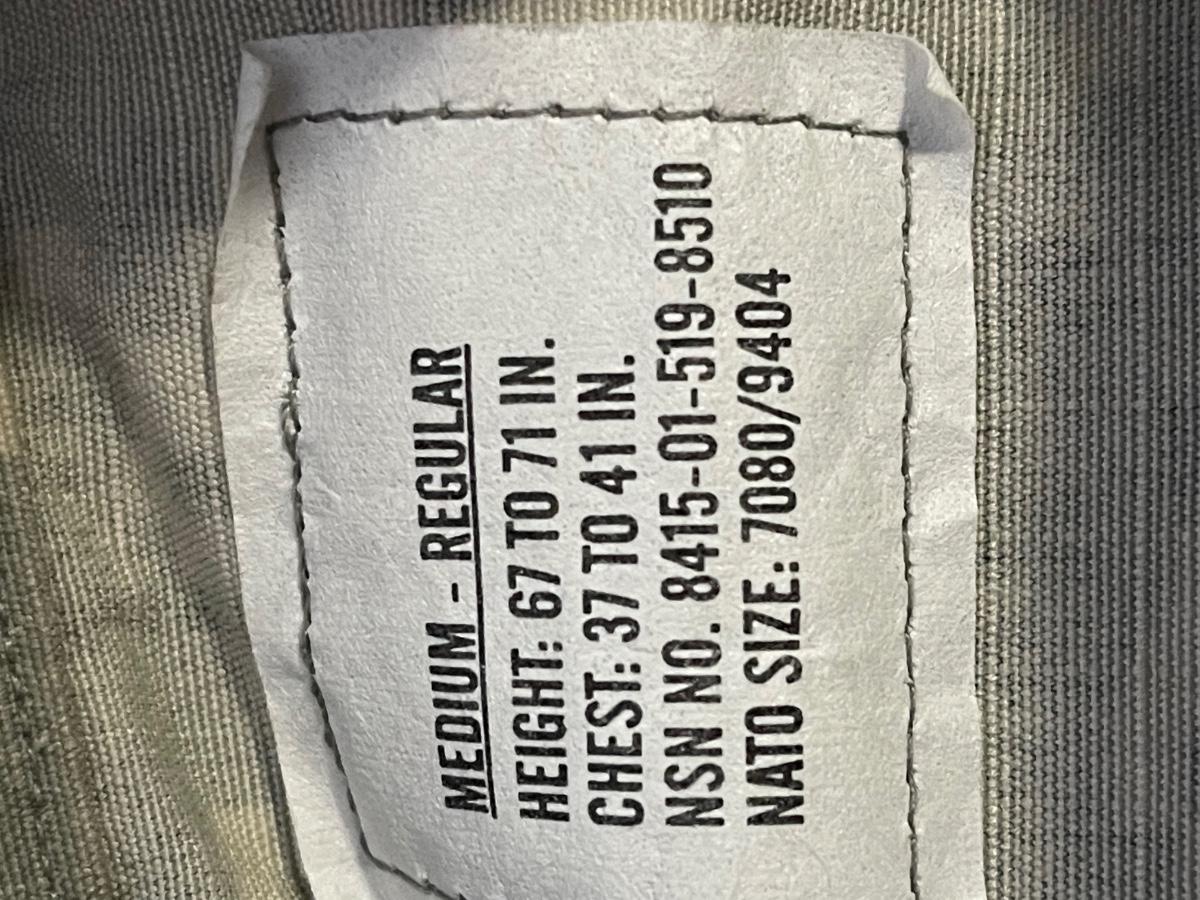 MEDIUM - REGULAR
HEIGHT: 67 TO 71 IN.
CHEST: 37 TO 41 IN.
NSN NO. 8415-01-519-8510
NATO SIZE: 7080/9404